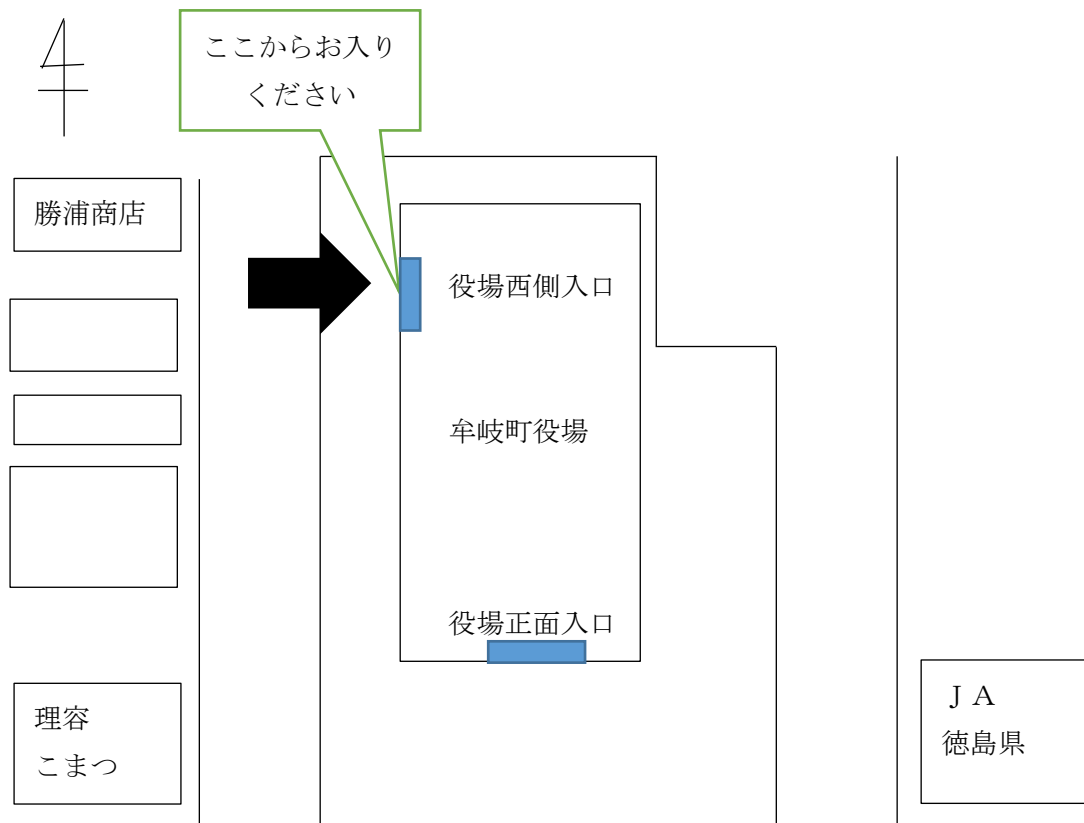 ここからお入り
ください
勝浦商店
役場西側入口
牟岐町役場
役場正面入口
理容
こまつ
ＪＡ
徳島県